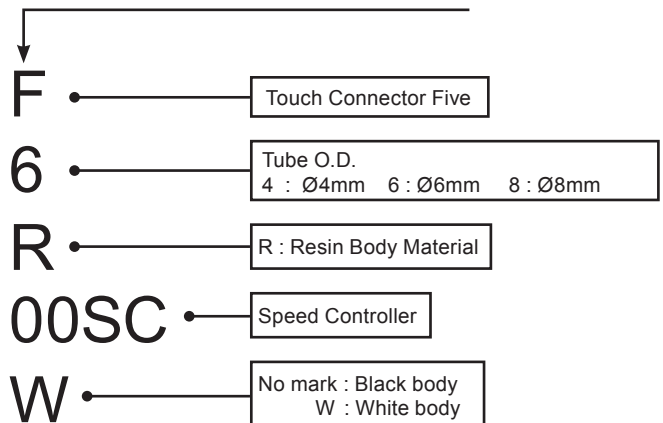 F
Touch Connector Five
6
Tube O.D.
4 : Ø4mm 6 : Ø6mm 8 : Ø8mm
R
R : Resin Body Material
00SC
Speed Controller
W
No mark : Black body
W : White body